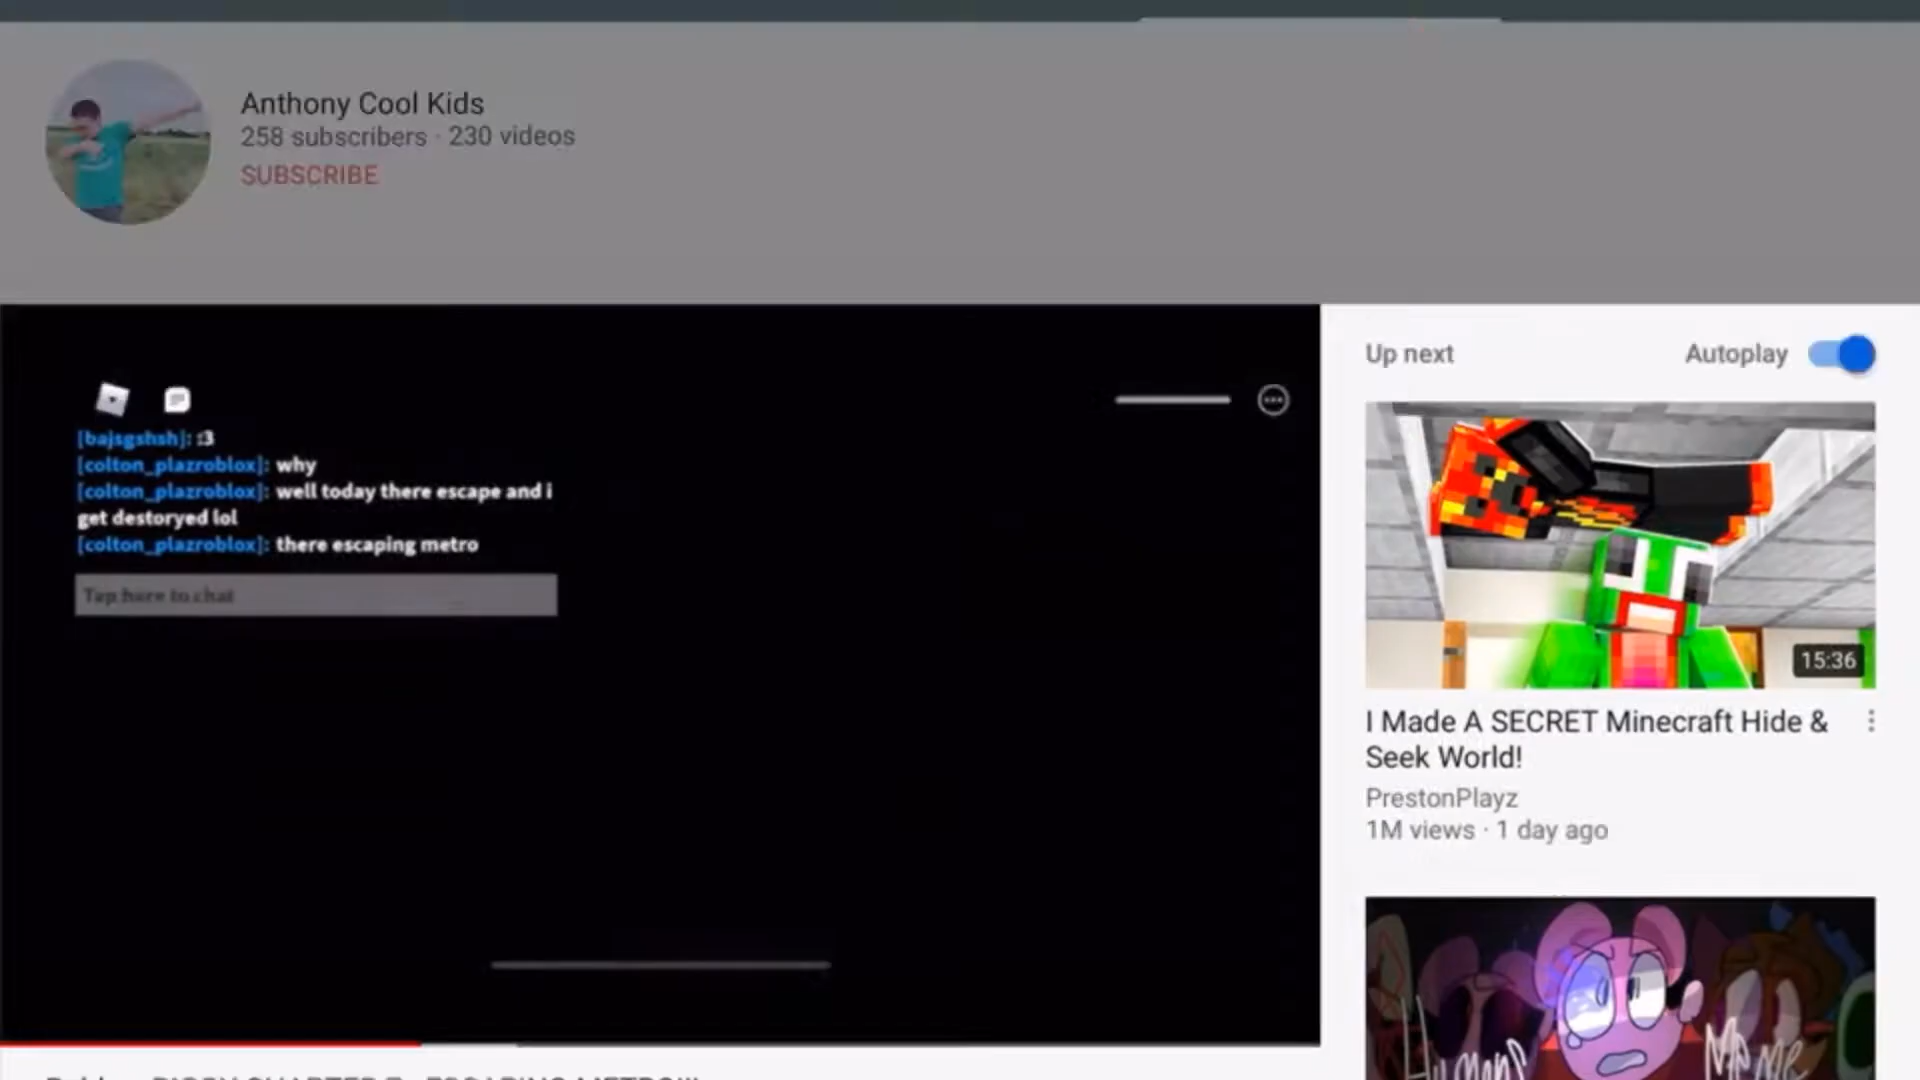 Anthony Cool Kids
258 subscribers · 230 videos
SUBSCRIBE
[bajsgshsh]: :3
[colton_plazroblox]: why
[colton_plazroblox]: well today there escape and i
get destoryed lol
[colton_plazroblox]: there escaping metro
Tap here to chat
Up next
Autoplay
15:36
I Made A SECRET Minecraft Hide &
Seek World!
PrestonPlayz
1M views · 1 day ago
Humans
Meme